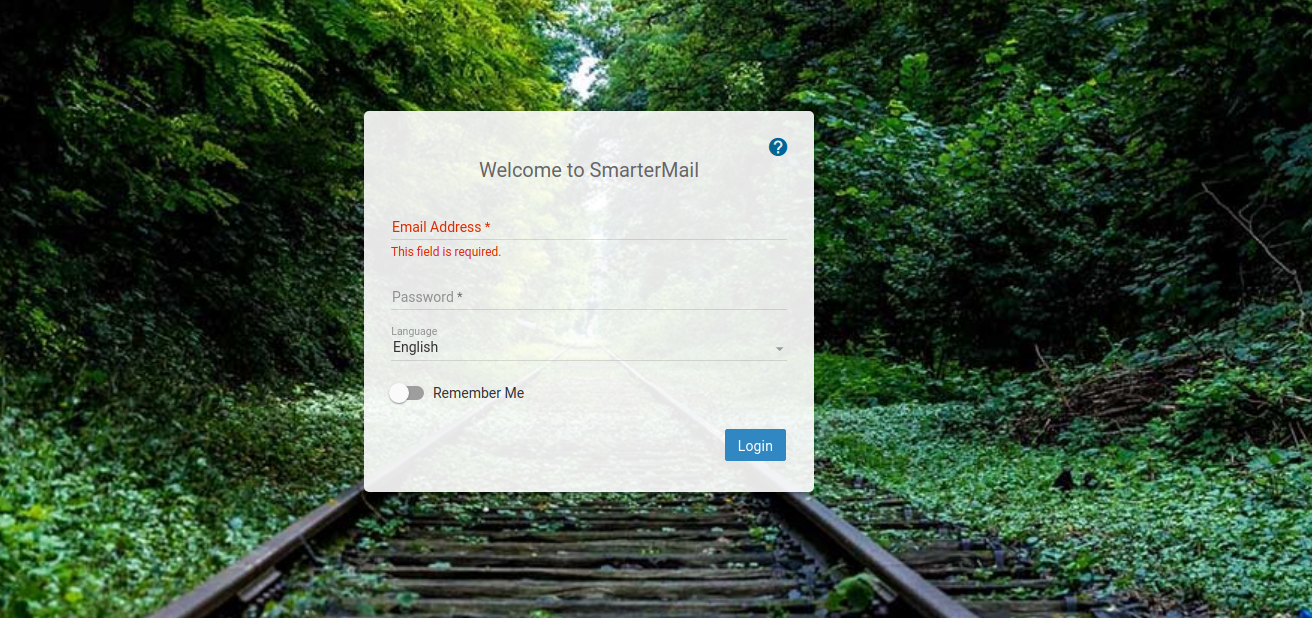 ?
Welcome to SmarterMail
Email Address *
This field is required.
Password *
Language
English
Remember Me
Login